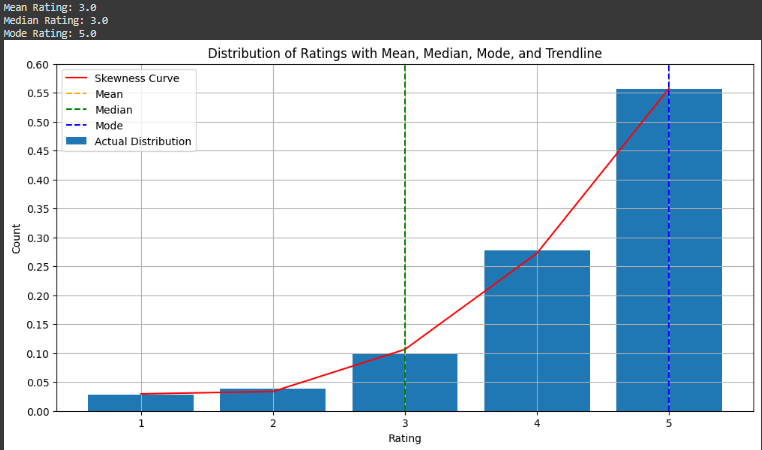 Mean Rating: 3.0
Median Rating: 3.0
Mode Rating: 5.0
Distribution of Ratings with Mean, Median, Mode, and Trendline
Skewness Curve
Mean
Median
Mode
Actual Distribution
0.60
0.55
0.50
0.45
0.40
0.35
0.30
0.25
0.20
0.15
0.10
0.05
0.00
Count
1 2 3 4 5
Rating